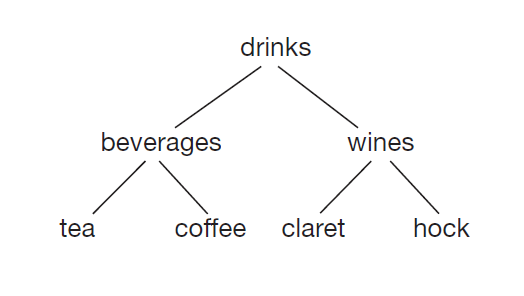 drinks
beverages wines
tea coffee claret hock